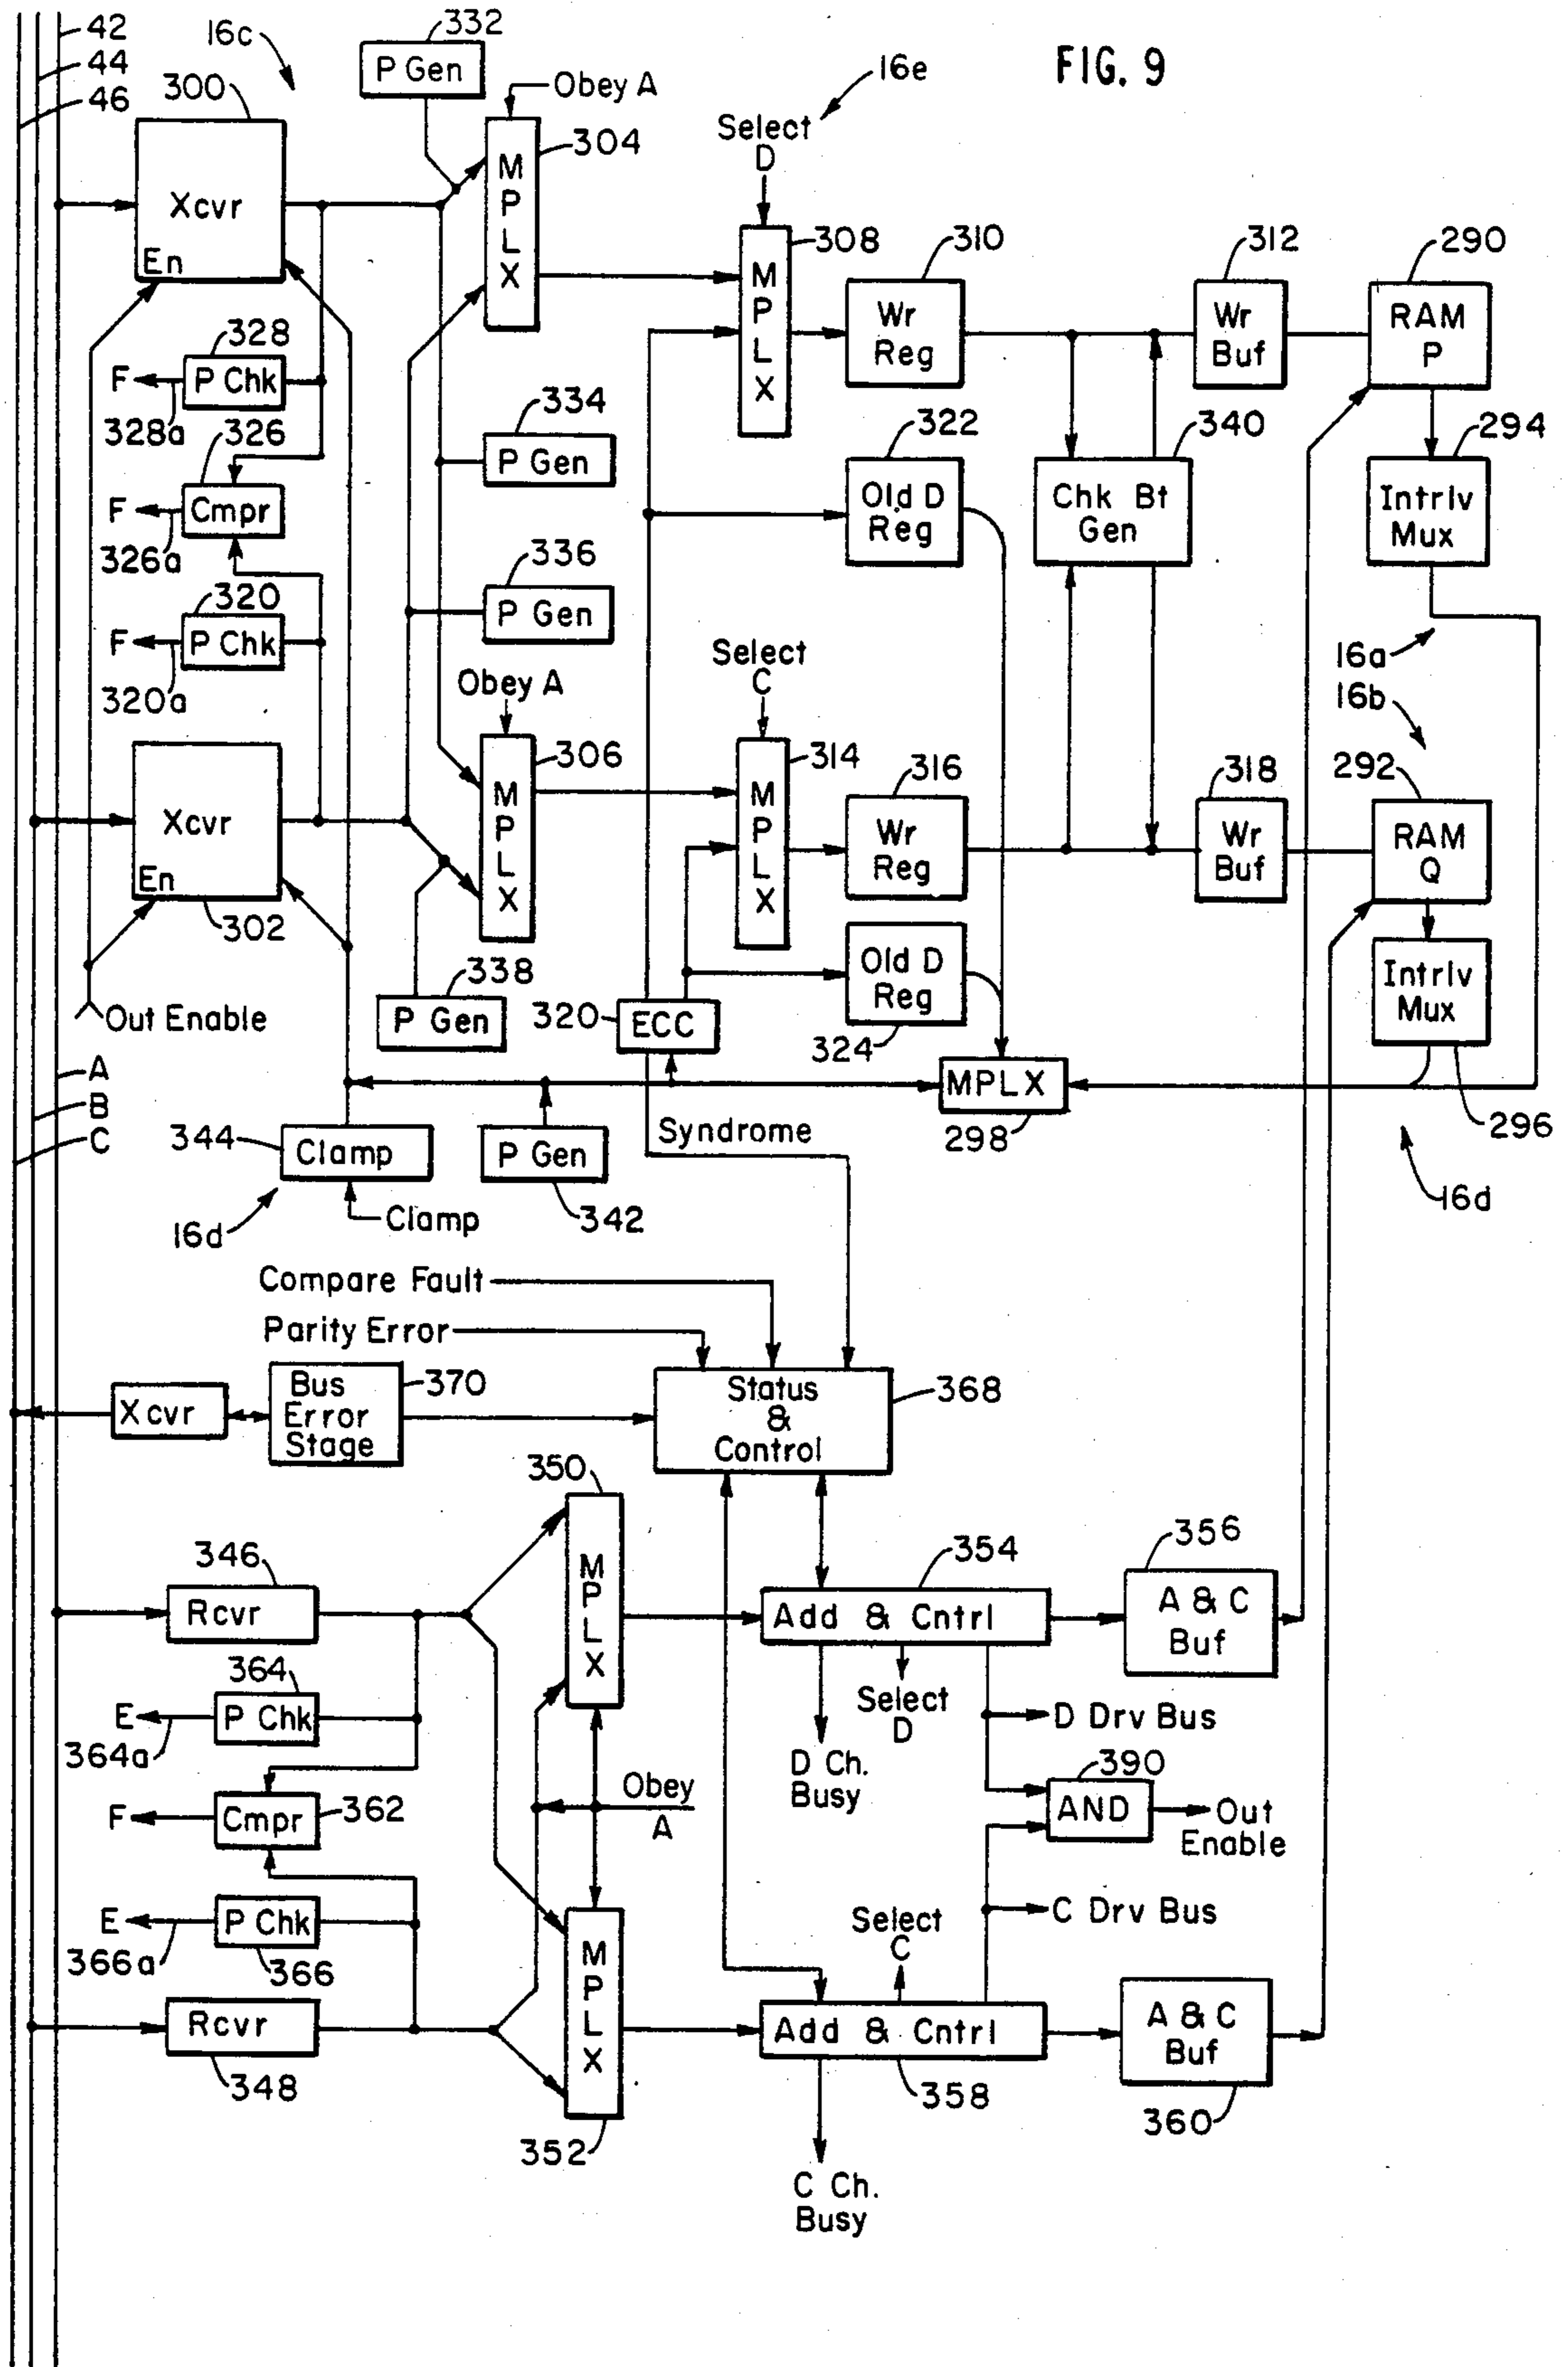 FIG. 9
42
44
46
16c
332
P Gen
Obey A
16e
300
Xcvr
En
304
MPLX
Select
D
308
MPLX
310
Wr
Reg
312
Wr
Buf
290
RAM
P
328
F
P Chk
328a
326
F
Cmpr
326a
320
F
P Chk
320a
334
P Gen
336
P Gen
322
Old D
Reg
340
Chk Bt
Gen
294
Intrlv
Mux
16a
16b
Obey A
306
MPLX
Select
C
314
MPLX
316
Wr
Reg
318
Wr
Buf
292
RAM
Q
Xcvr
En
302
Out Enable
338
P Gen
320
ECC
Old D
Reg
324
Intrlv
Mux
296
MPLX
298
A
B
C
344
Clamp
16d
Clamp
P Gen
342
Syndrome
16d
Compare Fault
Parity Error
Xcvr
Bus
Error
Stage
370
Status
&
Control
368
350
MPLX
346
Rcvr
354
Add & Cntrl
356
A & C
Buf
364
E
P Chk
364a
Select
D
D Drv Bus
D Ch.
Busy
F
Cmpr
362
Obey
A
390
AND
Out
Enable
E
P Chk
366a
366
Select
C
C Drv Bus
Rcvr
348
MPLX
352
Add & Cntrl
358
A & C
Buf
360
C Ch.
Busy